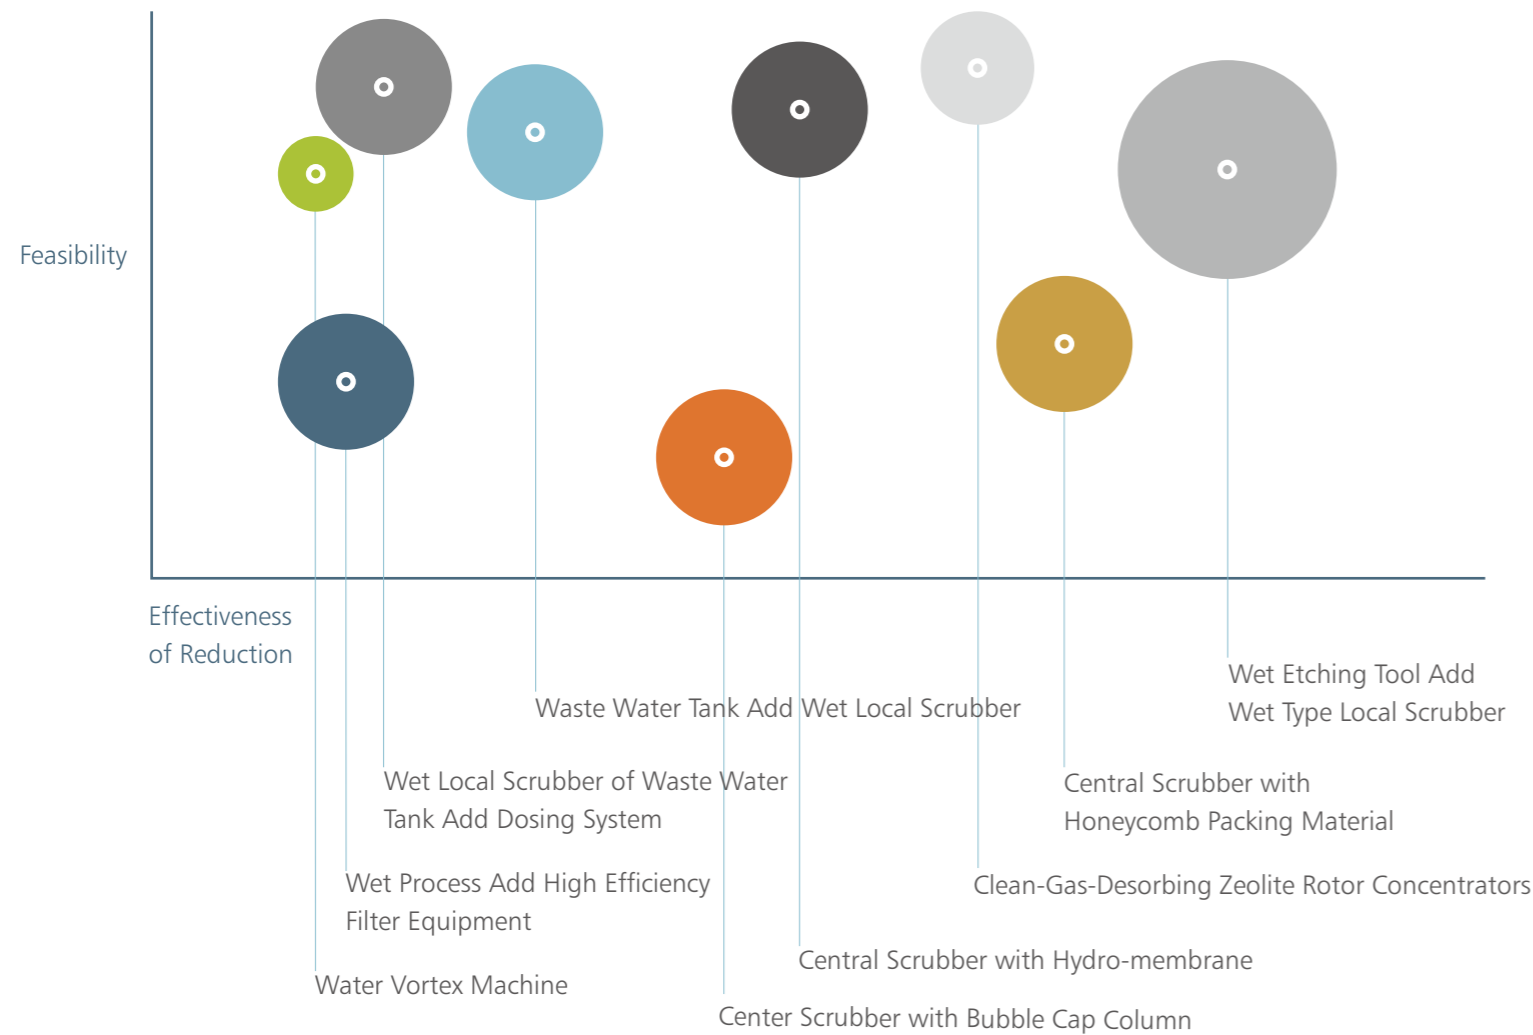 Feasibility
Effectiveness
of Reduction
Wet Etching Tool Add
Wet Type Local Scrubber
Waste Water Tank Add Wet Local Scrubber
Wet Local Scrubber of Waste Water
Tank Add Dosing System
Central Scrubber with
Honeycomb Packing Material
Wet Process Add High Efficiency
Filter Equipment
Clean-Gas-Desorbing Zeolite Rotor Concentrators
Central Scrubber with Hydro-membrane
Water Vortex Machine
Center Scrubber with Bubble Cap Column